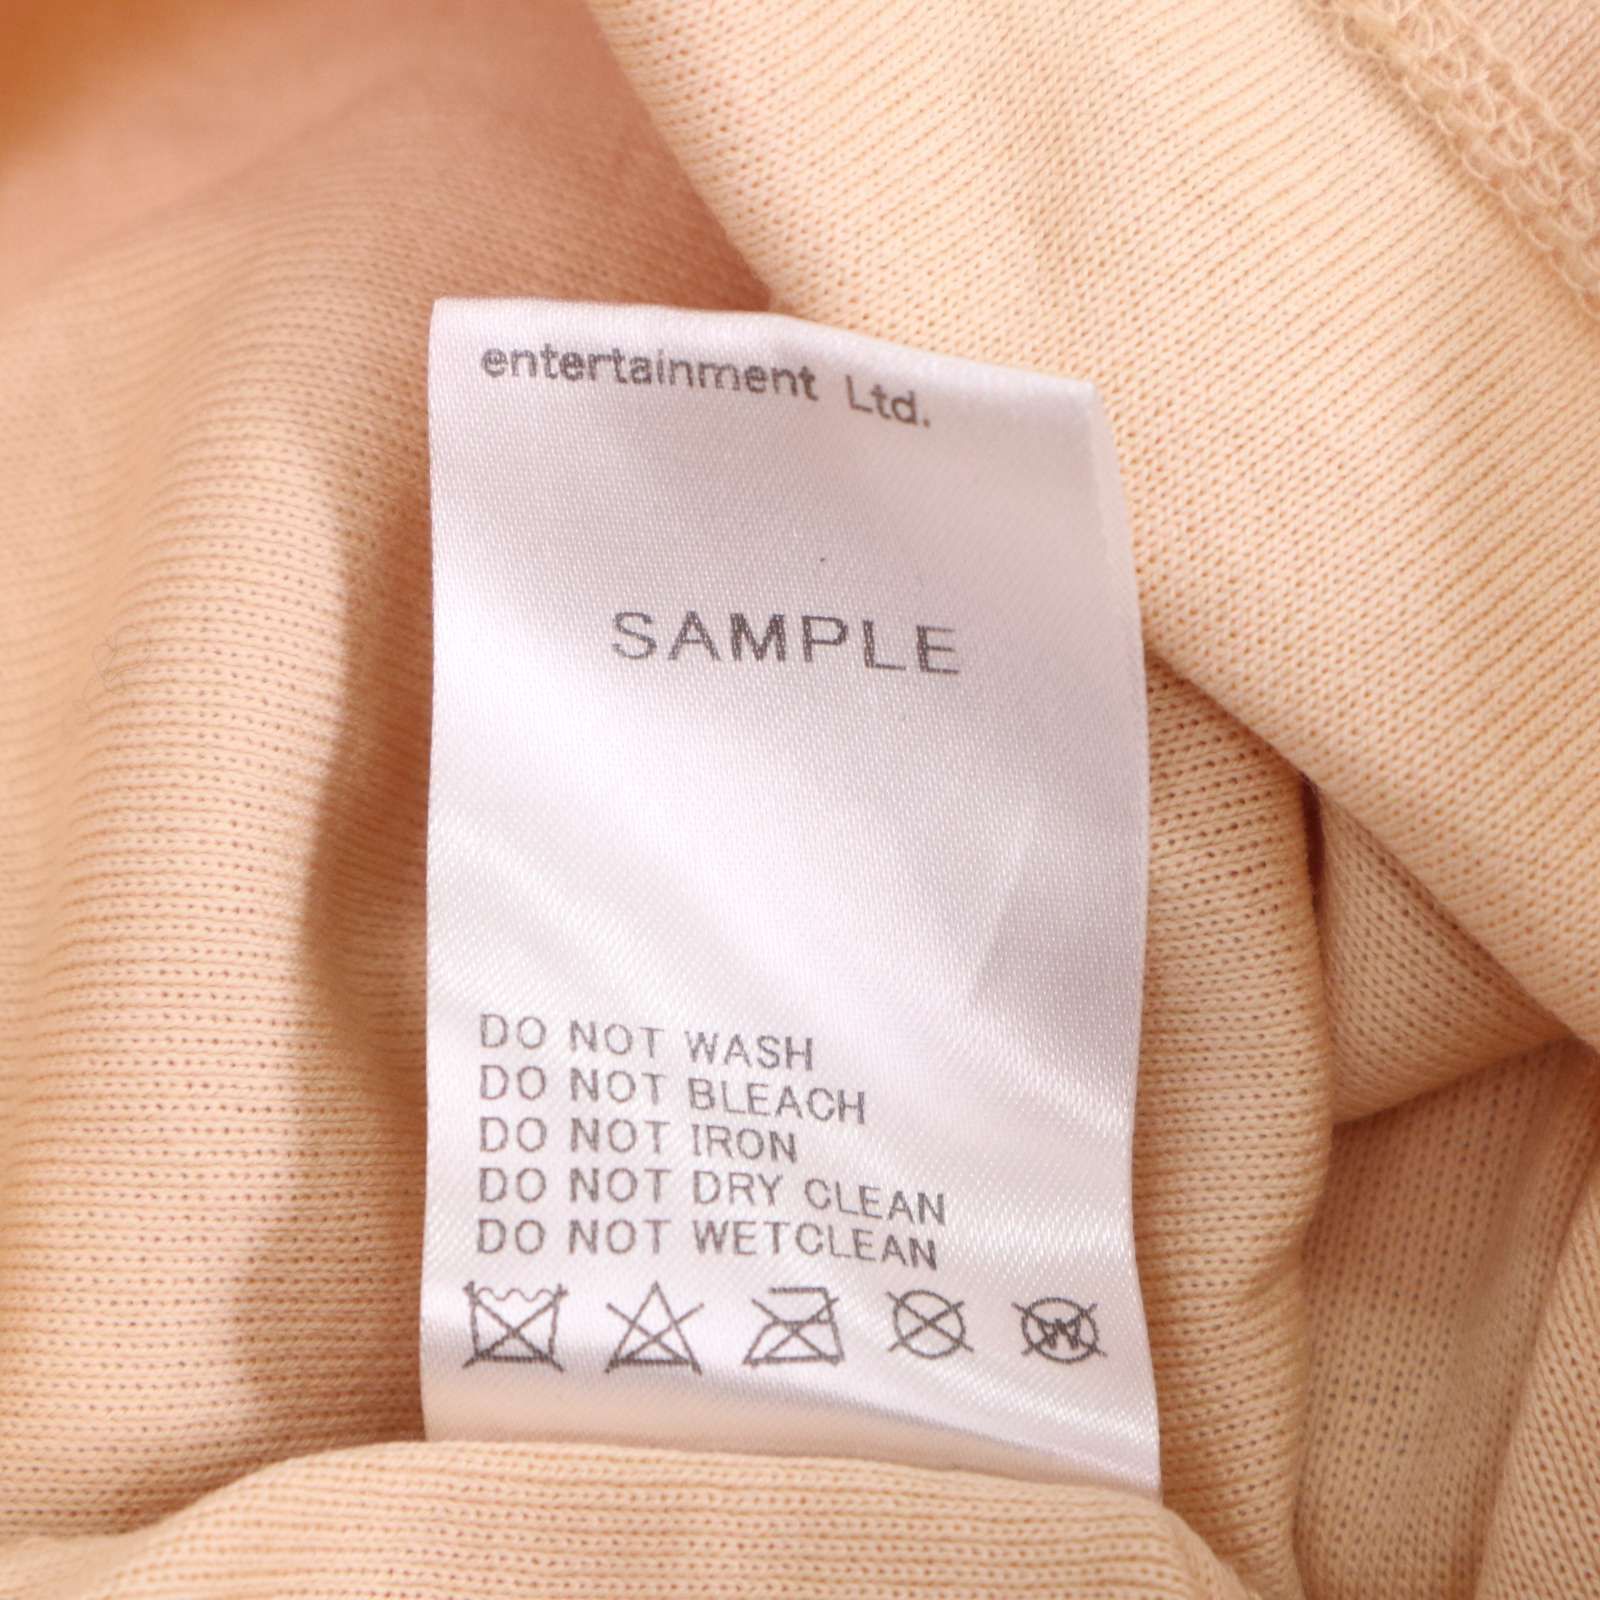 entertainment Ltd.
SAMPLE
DO NOT WASH
DO NOT BLEACH
DO NOT IRON
DO NOT DRY CLEAN
DO NOT WETCLEAN
W